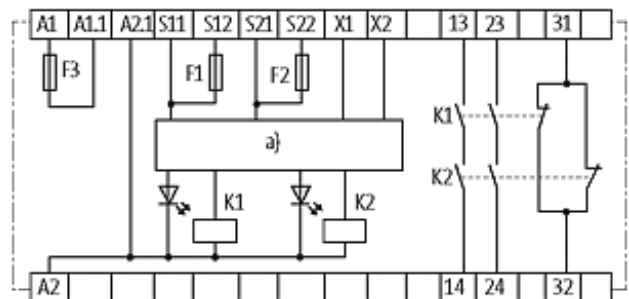 A1 A1.1 A2.1 S11 S12 S21 S22 X1 X2 13 23 31
F3 F1 F2
K1
a)
K2
K1 K2
A2 14 24 32